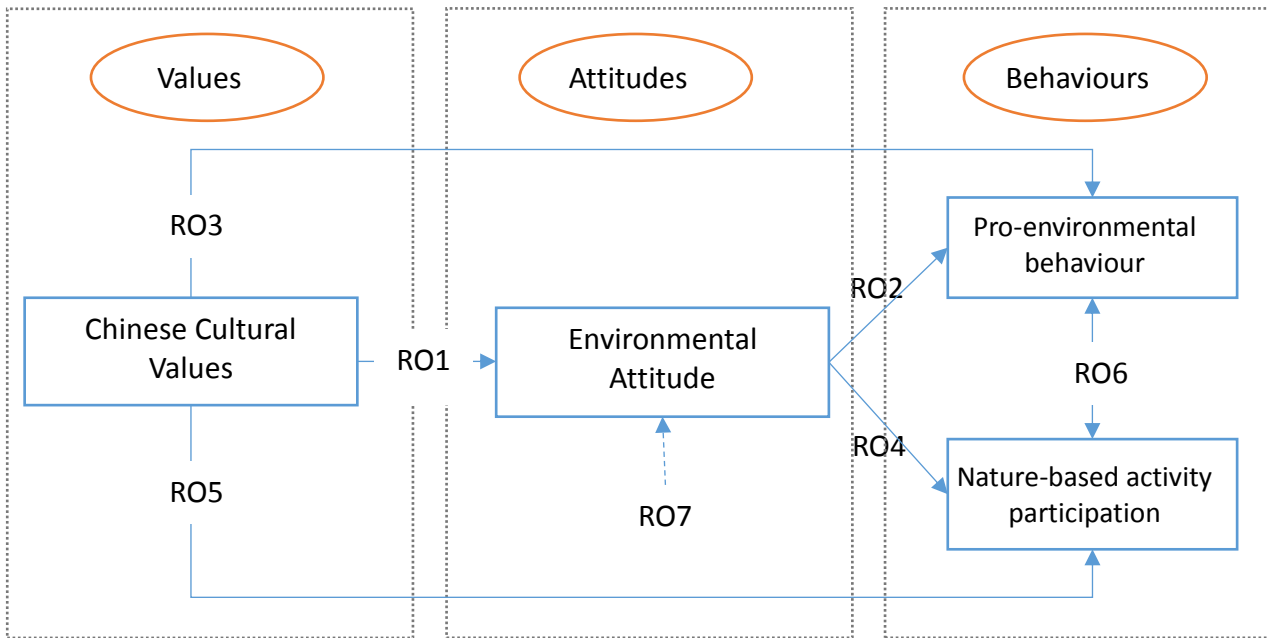 Values
Attitudes
Behaviours
RO3
Pro-environmental
behaviour
Chinese Cultural
Values
RO1
Environmental
Attitude
RO2
RO6
RO4
RO5
RO7
Nature-based activity
participation